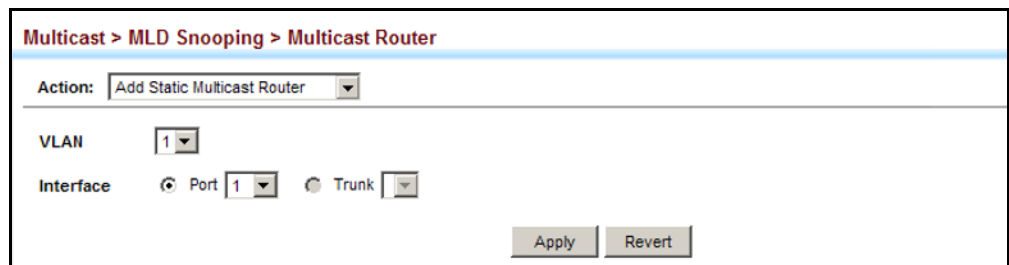 Multicast > MLD Snooping > Multicast Router
Action: Add Static Multicast Router
VLAN 1
Interface Port 1 Trunk
Apply Revert